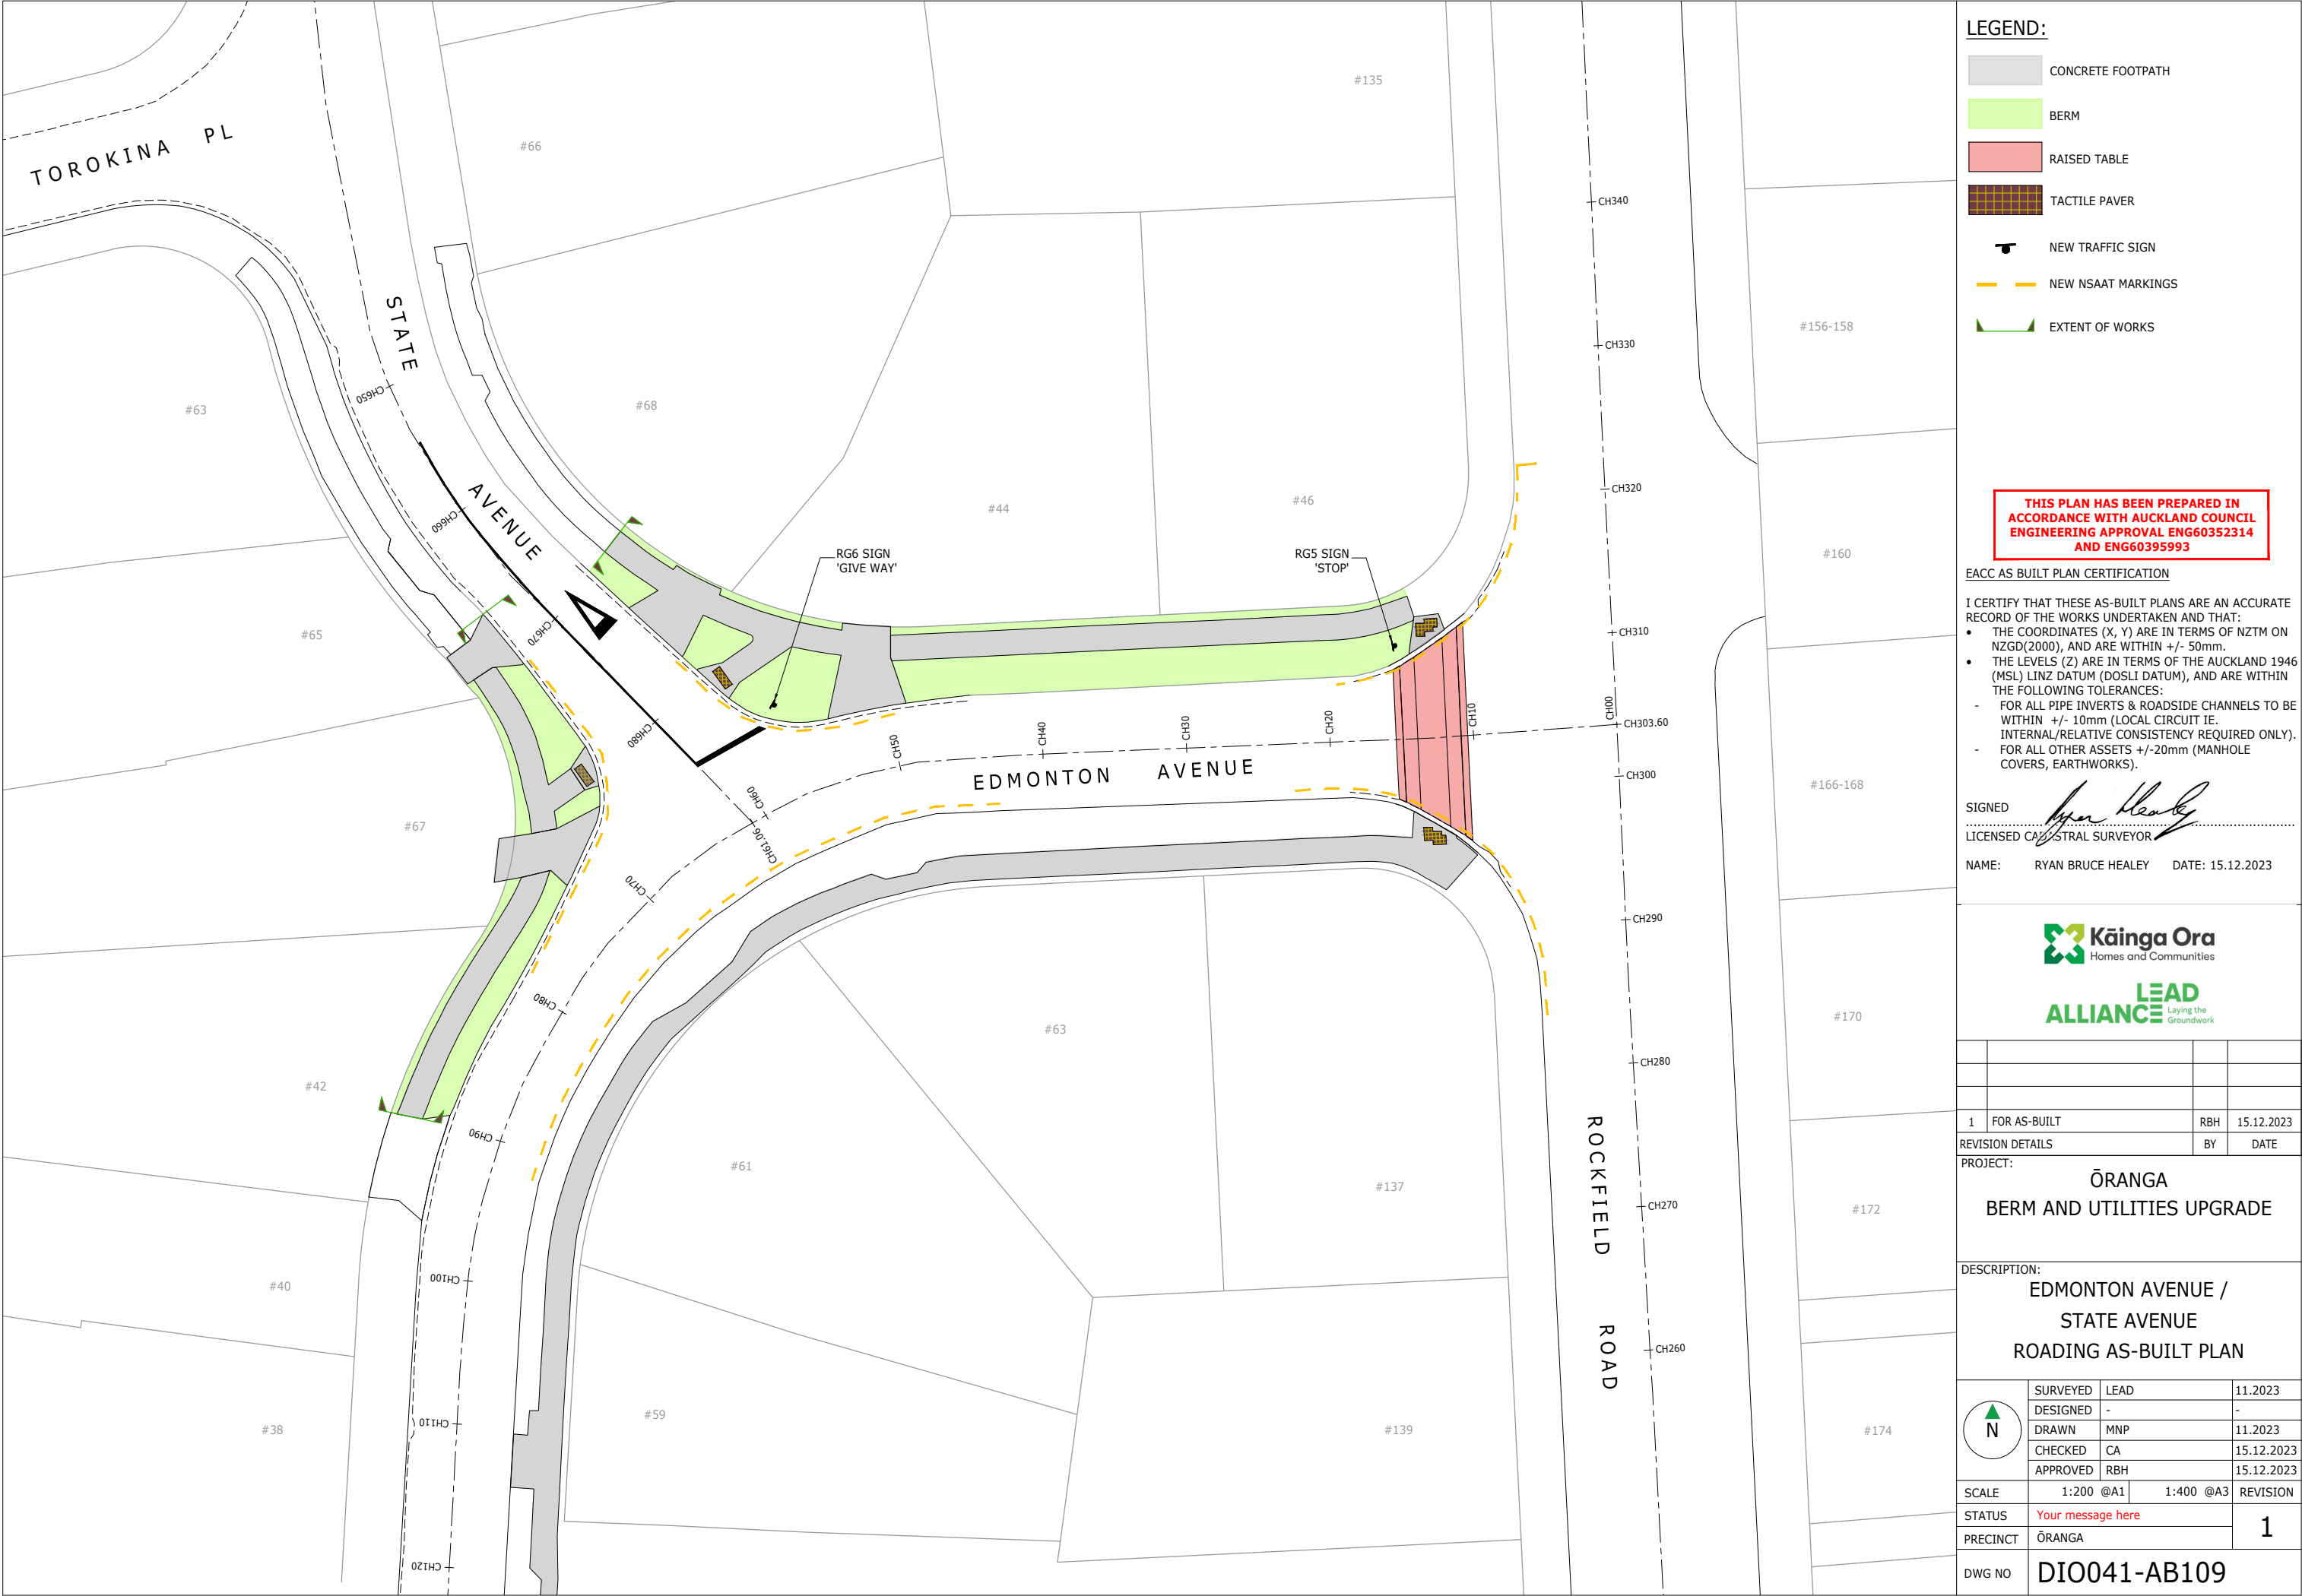 TOROKINA PL
STATE AVENUE
EDMONTON AVENUE
ROCKFIELD ROAD
#135
#66
#68
#44
#46
#63
#65
#67
#42
#40
#38
#63
#61
#59
#137
#139
#156-158
#160
#166-168
#170
#172
#174
RG6 SIGN
'GIVE WAY'
RG5 SIGN
'STOP'
CH650
CH660
CH670
CH680
CH340
CH330
CH320
CH310
CH303.60
CH300
CH290
CH280
CH270
CH260
CH00
CH10
CH20
CH30
CH40
CH50
CH60
CH61.06
CH70
CH80
CH90
CH100
CH110
CH120
LEGEND:
CONCRETE FOOTPATH
BERM
RAISED TABLE
TACTILE PAVER
NEW TRAFFIC SIGN
NEW NSAAT MARKINGS
EXTENT OF WORKS
THIS PLAN HAS BEEN PREPARED IN
ACCORDANCE WITH AUCKLAND COUNCIL
ENGINEERING APPROVAL ENG60352314
AND ENG60395993
EACC AS BUILT PLAN CERTIFICATION
I CERTIFY THAT THESE AS-BUILT PLANS ARE AN ACCURATE
RECORD OF THE WORKS UNDERTAKEN AND THAT:
• THE COORDINATES (X, Y) ARE IN TERMS OF NZTM ON
NZGD(2000), AND ARE WITHIN +/- 50mm.
• THE LEVELS (Z) ARE IN TERMS OF THE AUCKLAND 1946
(MSL) LINZ DATUM (DOSLI DATUM), AND ARE WITHIN
THE FOLLOWING TOLERANCES:
- FOR ALL PIPE INVERTS & ROADSIDE CHANNELS TO BE
WITHIN +/- 10mm (LOCAL CIRCUIT IE.
INTERNAL/RELATIVE CONSISTENCY REQUIRED ONLY).
- FOR ALL OTHER ASSETS +/-20mm (MANHOLE
COVERS, EARTHWORKS).
SIGNED
LICENSED CADASTRAL SURVEYOR
NAME: RYAN BRUCE HEALEY DATE: 15.12.2023
Kāinga Ora
Homes and Communities
LEAD
ALLIANCE Laying the
Groundwork
1 FOR AS-BUILT RBH 15.12.2023
REVISION DETAILS BY DATE
PROJECT:
ŌRANGA
BERM AND UTILITIES UPGRADE
DESCRIPTION:
EDMONTON AVENUE /
STATE AVENUE
ROADING AS-BUILT PLAN
N
SURVEYED LEAD 11.2023
DESIGNED - -
DRAWN MNP 11.2023
CHECKED CA 15.12.2023
APPROVED RBH 15.12.2023
SCALE 1:200 @A1 1:400 @A3 REVISION
STATUS Your message here
1
PRECINCT ŌRANGA
DWG NO DIO041-AB109